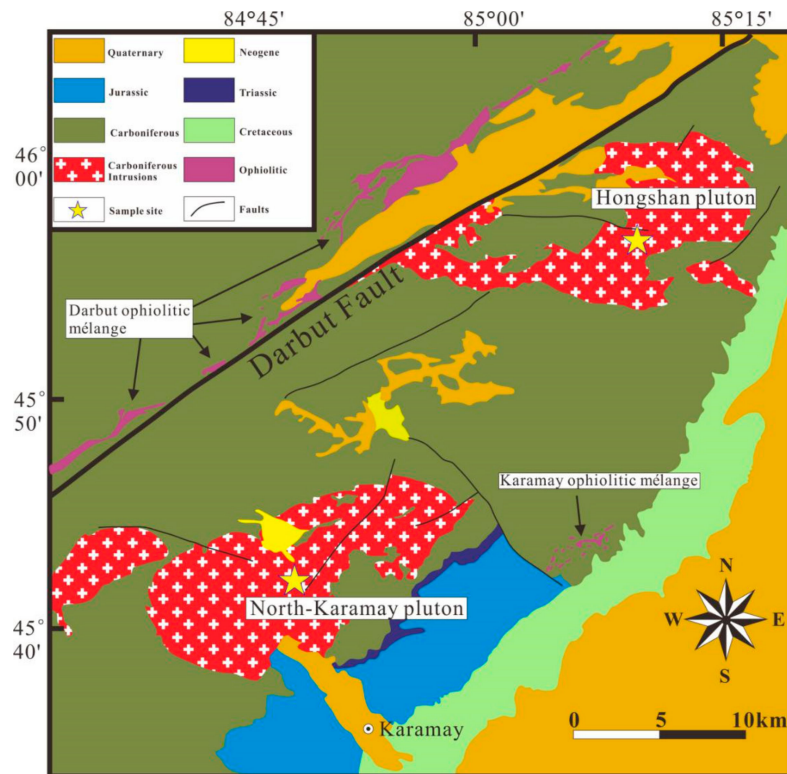 84°45' 85°00' 85°15'
Quaternary Neogene
Jurassic Triassic
Carboniferous Cretaceous
Carboniferous
Intrusions
Ophiolitic
Sample site Faults
46°
00'
Hongshan pluton
Darbut ophiolitic
mélange
Darbut Fault
45°
50'
Karamay ophiolitic mélange
North-Karamay pluton
45°
40'
N
W E
S
Karamay
0 5 10km